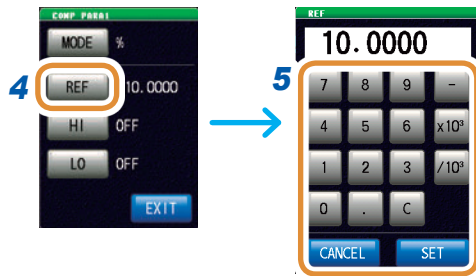 COMP PARA1
MODE %
4 REF 10.0000
HI OFF
LO OFF
EXIT
REF
10.0000
5
7 8 9 -
4 5 6 x10³
1 2 3 /10³
0 . C
CANCEL SET